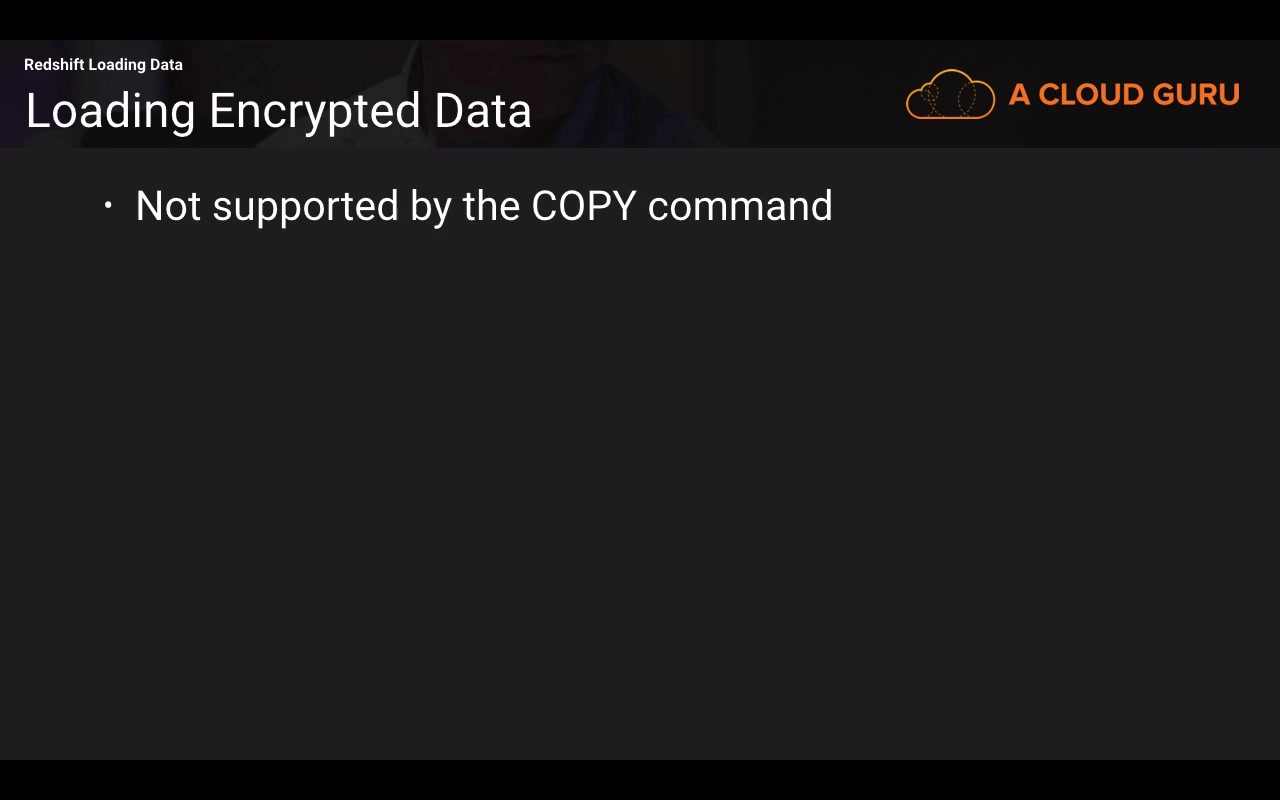 Redshift Loading Data
Loading Encrypted Data
A CLOUD GURU
• Not supported by the COPY command